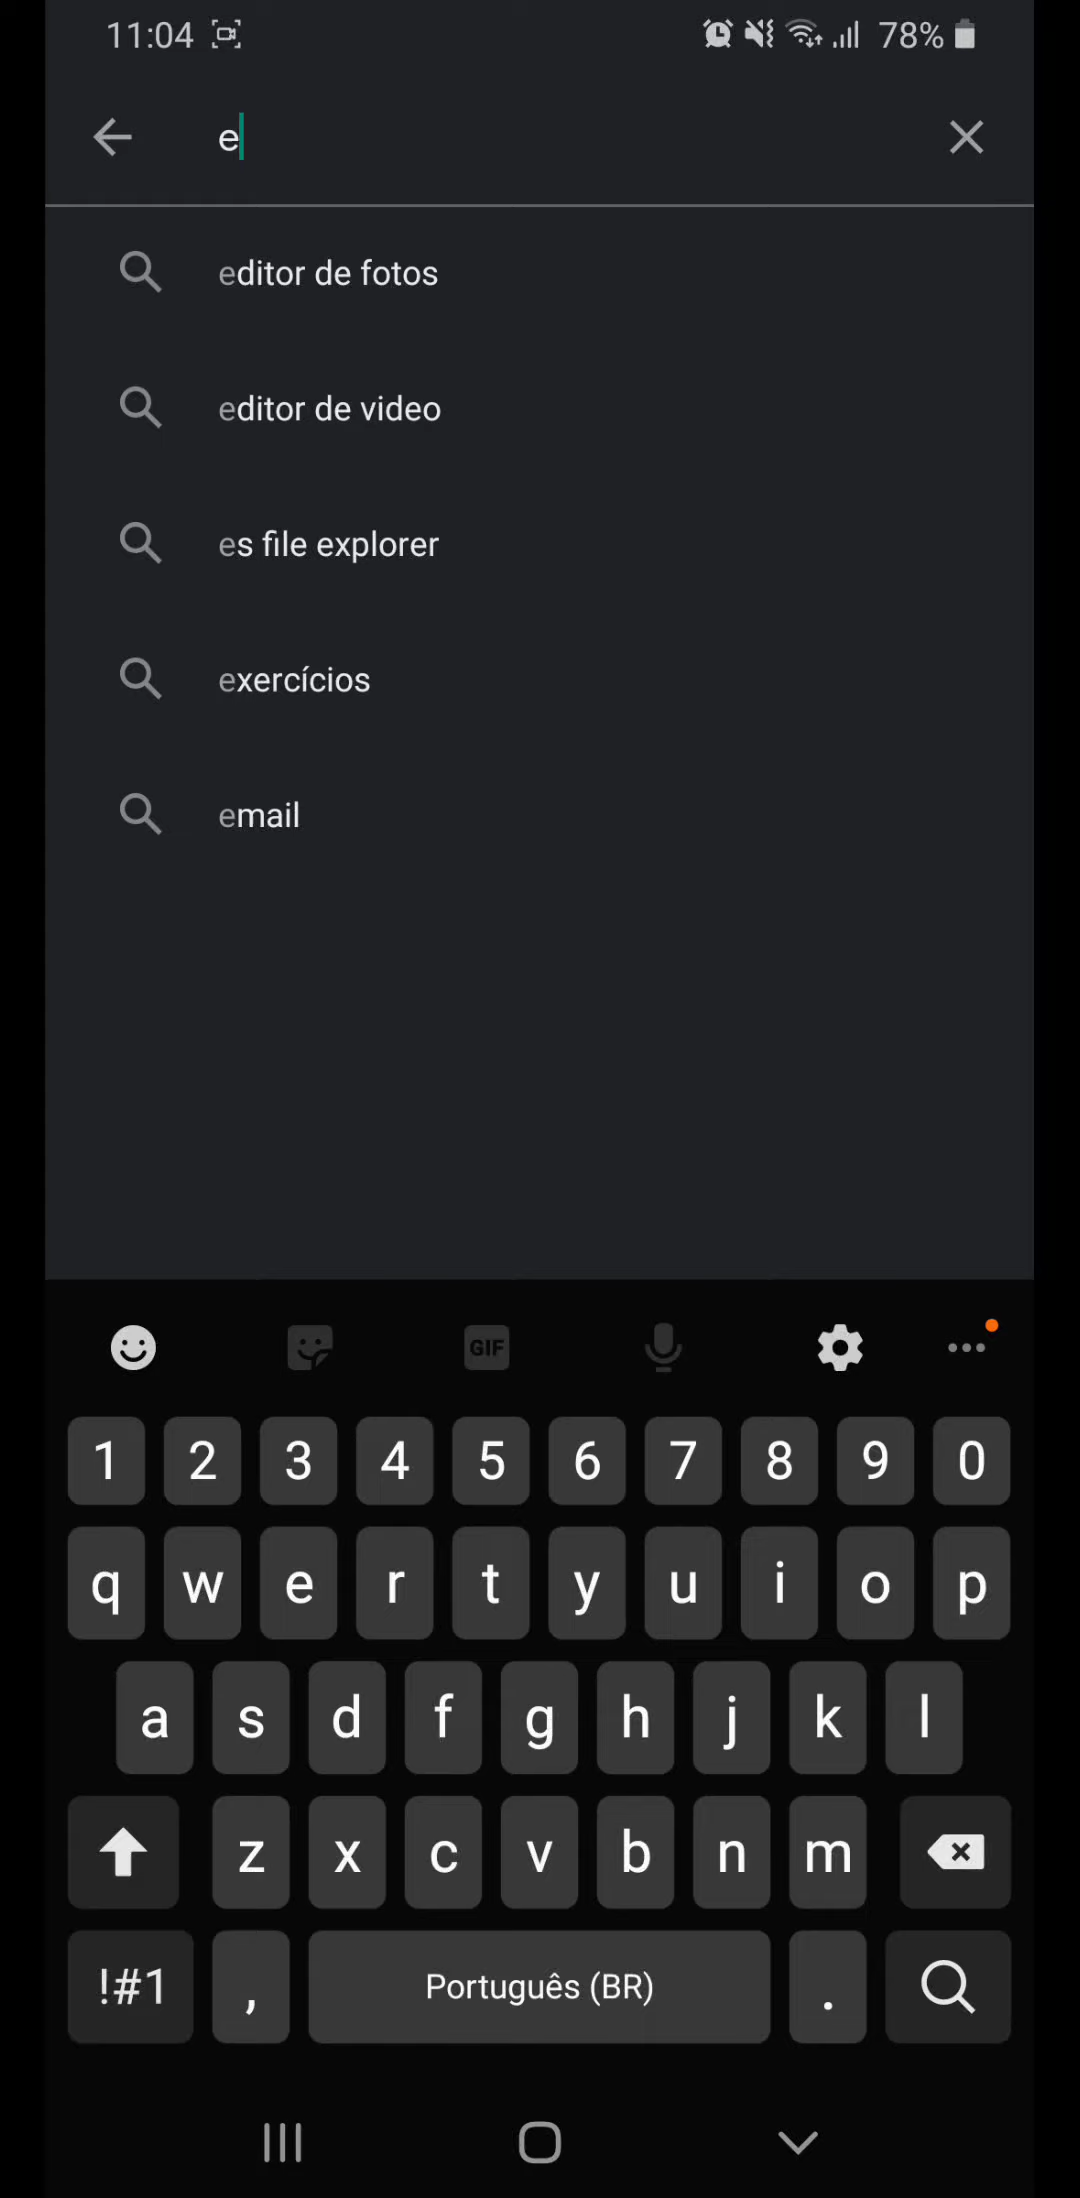 11:04 78%
e
editor de fotos
editor de video
es file explorer
exercícios
email
GIF
1 2 3 4 5 6 7 8 9 0
q w e r t y u i o p
a s d f g h j k l
z x c v b n m
!#1 , Português (BR) .